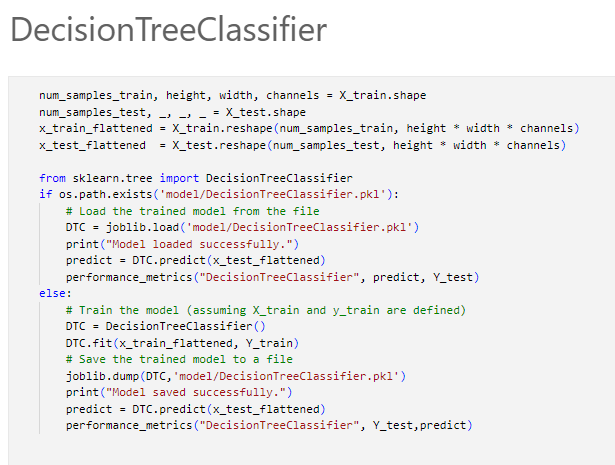 DecisionTreeClassifier
num_samples_train, height, width, channels = X_train.shape
num_samples_test, _, _, _ = X_test.shape
x_train_flattened = X_train.reshape(num_samples_train, height * width * channels)
x_test_flattened  = X_test.reshape(num_samples_test, height * width * channels)
from sklearn.tree import DecisionTreeClassifier
if os.path.exists('model/DecisionTreeClassifier.pkl'):
    # Load the trained model from the file
    DTC = joblib.load('model/DecisionTreeClassifier.pkl')
    print("Model loaded successfully.")
    predict = DTC.predict(x_test_flattened)
    performance_metrics("DecisionTreeClassifier", predict, Y_test)
else:
    # Train the model (assuming X_train and y_train are defined)
    DTC = DecisionTreeClassifier()
    DTC.fit(x_train_flattened, Y_train)
    # Save the trained model to a file
    joblib.dump(DTC,'model/DecisionTreeClassifier.pkl')
    print("Model saved successfully.")
    predict = DTC.predict(x_test_flattened)
    performance_metrics("DecisionTreeClassifier", Y_test,predict)